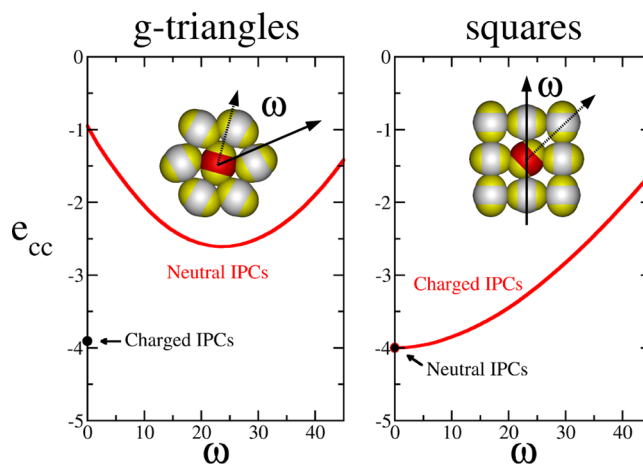 g-triangles
squares
0
-1
-2
-3
-4
-5
e_cc
ω
Neutral IPCs
Charged IPCs
0
10
20
30
40
ω
0
-1
-2
-3
-4
-5
ω
Charged IPCs
Neutral IPCs
0
10
20
30
40
ω